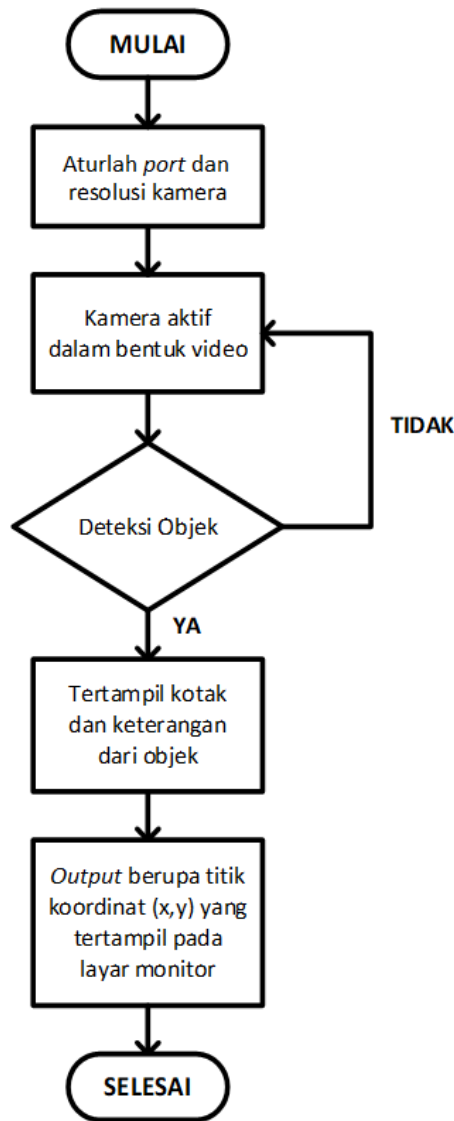 MULAI
Aturlah port dan
resolusi kamera
Kamera aktif
dalam bentuk video
TIDAK
Deteksi Objek
YA
Tertampil kotak
dan keterangan
dari objek
Output berupa titik
koordinat (x,y) yang
tertampil pada
layar monitor
SELESAI